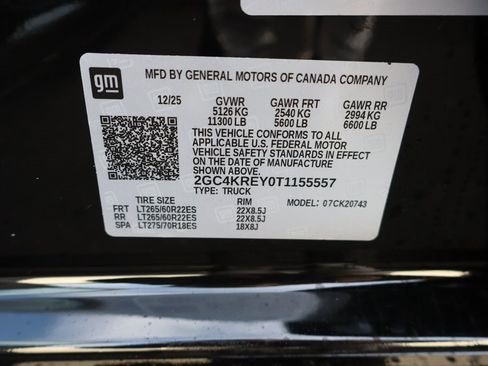 gm
MFD BY GENERAL MOTORS OF CANADA COMPANY
12/25 GVWR GAWR FRT GAWR RR
5126 KG 2540 KG 2994 KG
11300 LB 5600 LB 6600 LB
THIS VEHICLE CONFORMS TO ALL
APPLICABLE U.S. FEDERAL MOTOR
VEHICLE SAFETY STANDARDS IN EFFECT
ON THE DATE OF MANUFACTURE
SHOWN ABOVE.
2GC4KREY0T1155557
TYPE: TRUCK
TIRE SIZE RIM MODEL: 07CK20743
FRT LT265/60R22ES 22X8.5J
RR LT265/60R22ES 22X8.5J
SPA LT275/70R18ES 18X8J